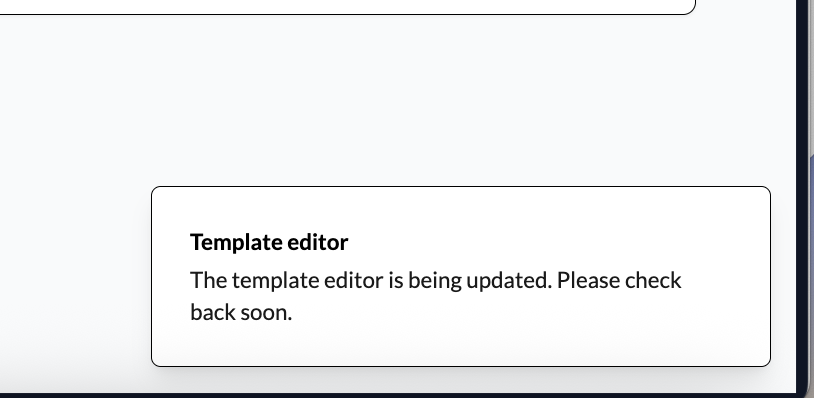 Template editor
The template editor is being updated. Please check
back soon.